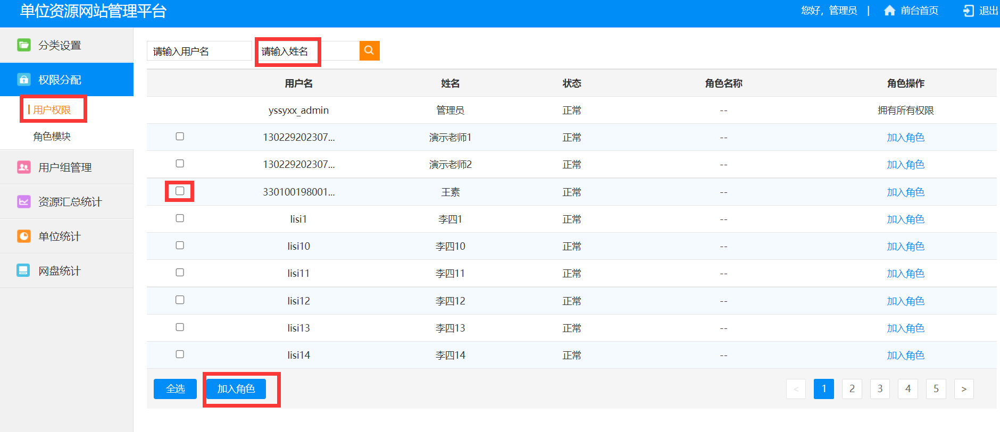 单位资源网站管理平台
您好，管理员 | 前台首页 退出
分类设置
权限分配
用户权限
角色模块
用户组管理
资源汇总统计
单位统计
网盘统计
请输入用户名 请输入姓名
用户名 姓名 状态 角色名称 角色操作
yssyxx_admin 管理员 正常 -- 拥有所有权限
130229202307... 演示老师1 正常 -- 加入角色
130229202307... 演示老师2 正常 -- 加入角色
330100198001... 王素 正常 -- 加入角色
lisi1 李四1 正常 -- 加入角色
lisi10 李四10 正常 -- 加入角色
lisi11 李四11 正常 -- 加入角色
lisi12 李四12 正常 -- 加入角色
lisi13 李四13 正常 -- 加入角色
lisi14 李四14 正常 -- 加入角色
全选 加入角色 < 1 2 3 4 5 >